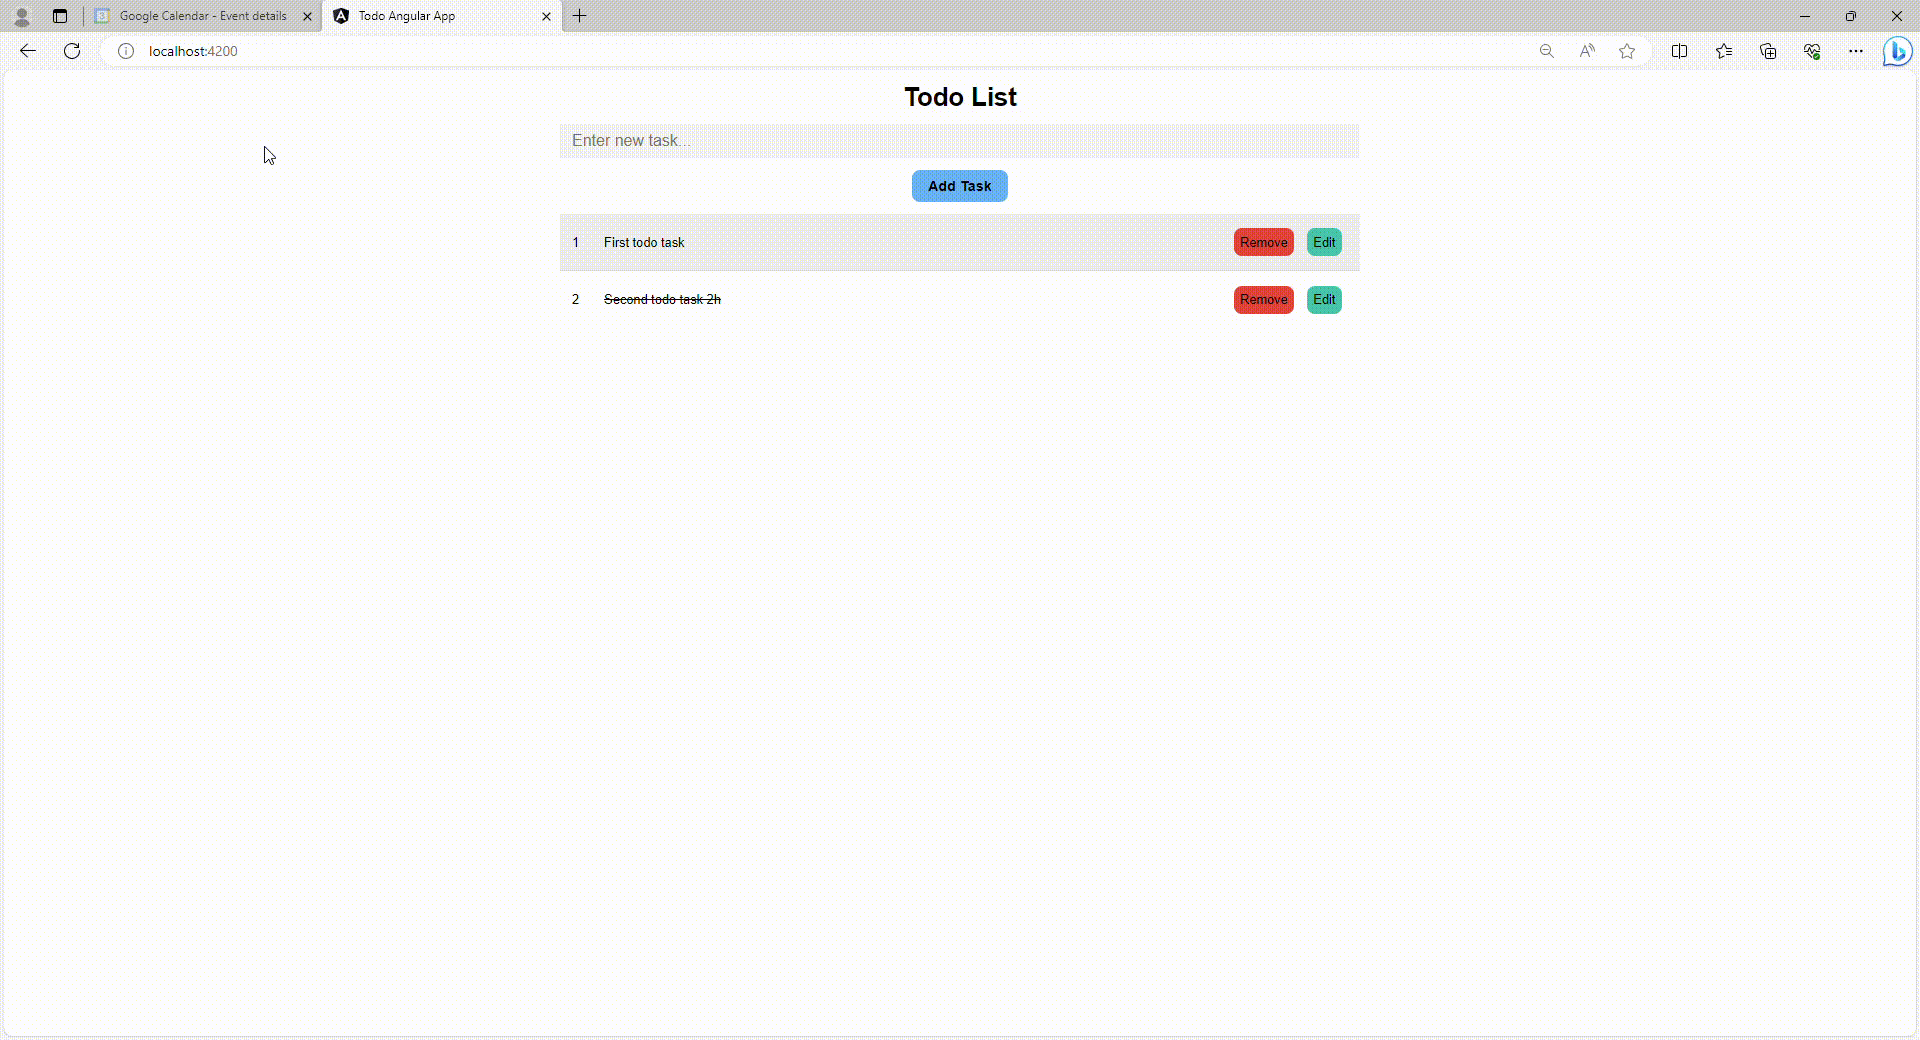 Google Calendar - Event details
Todo Angular App
localhost:4200
Todo List
Enter new task...
Add Task
1 First todo task Remove Edit
2 Second todo task 2h Remove Edit